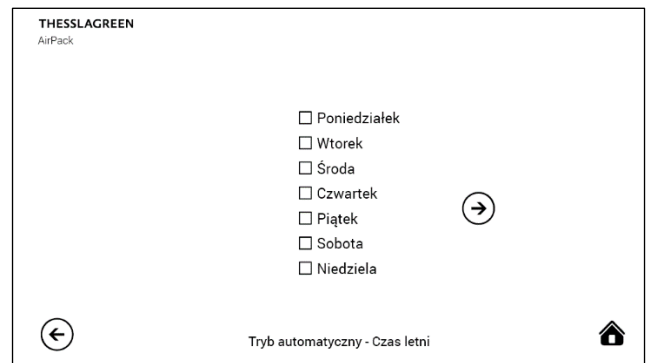 THESSLAGREEN
AirPack
Poniedziałek
Wtorek
Środa
Czwartek
Piątek
Sobota
Niedziela
Tryb automatyczny - Czas letni